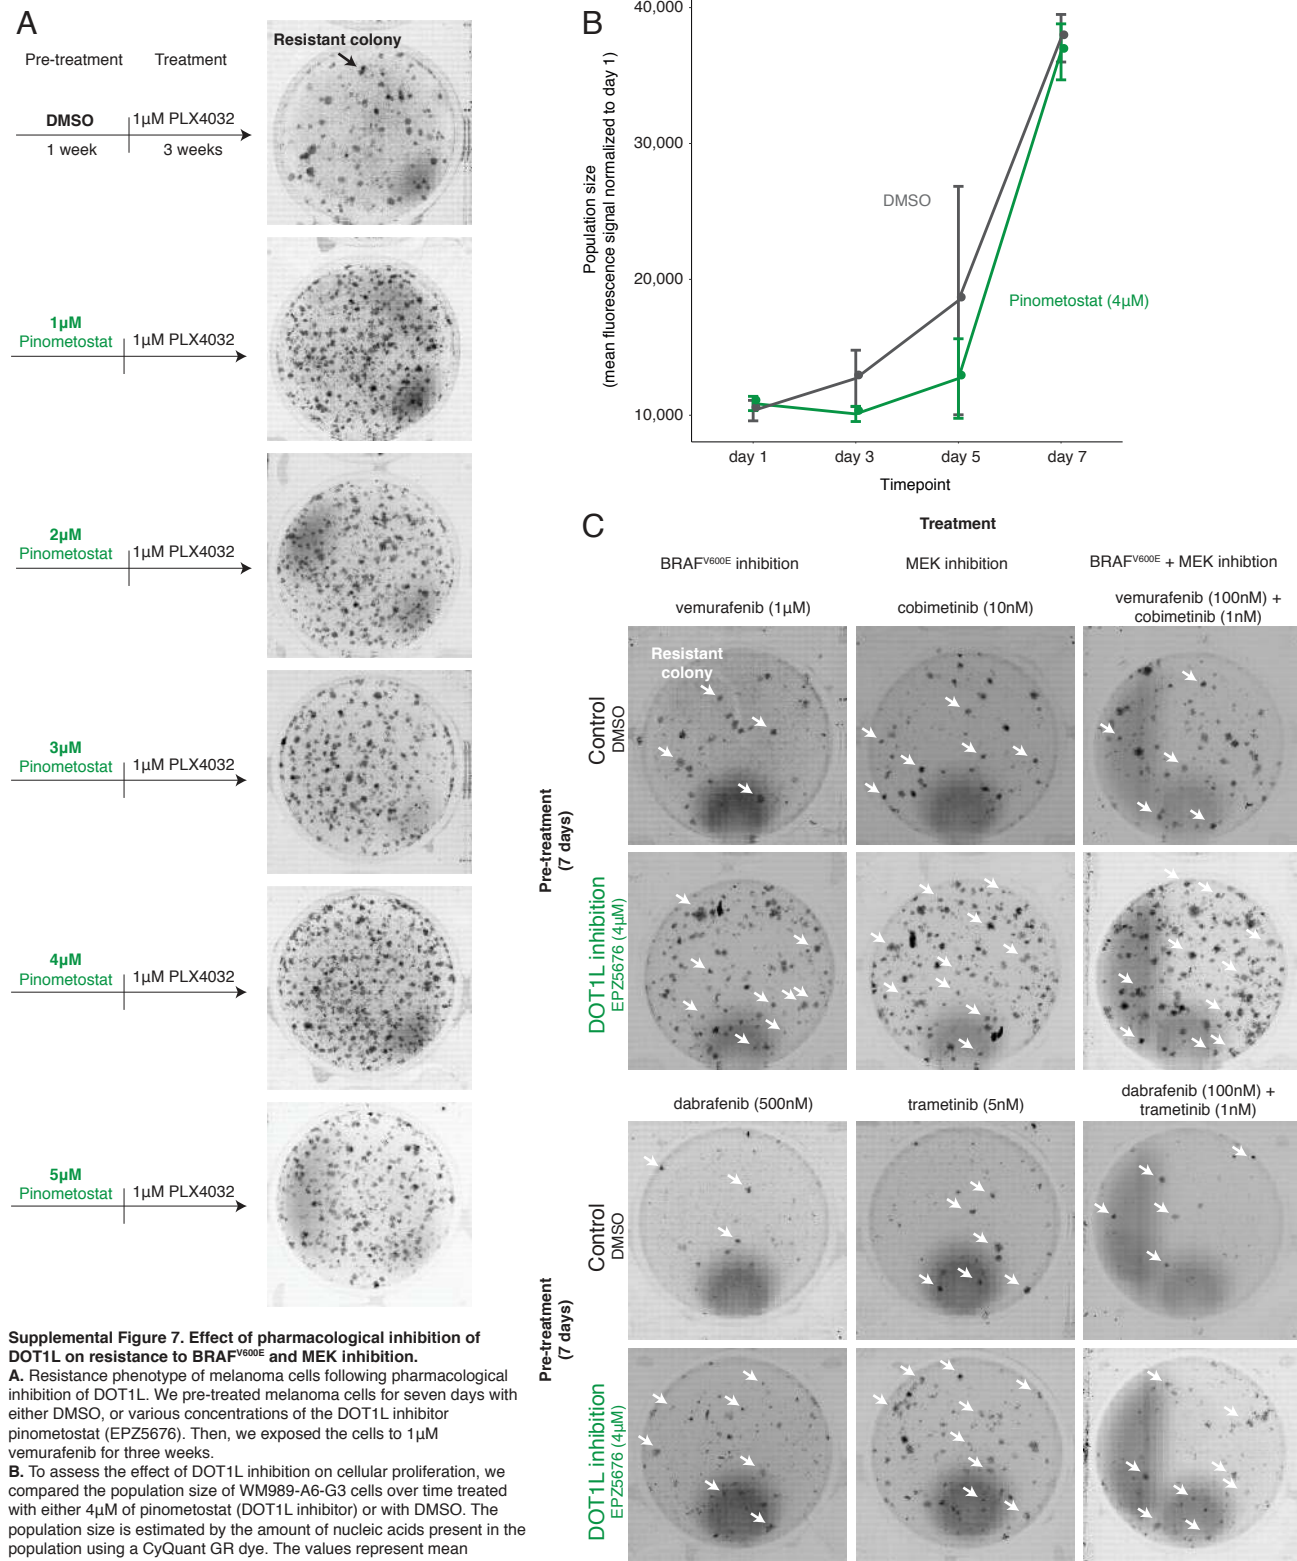 A
Pre-treatment
Treatment
DMSO
1µM PLX4032
1 week
3 weeks
Resistant colony
1µM
Pinometostat
1µM PLX4032
2µM
Pinometostat
1µM PLX4032
3µM
Pinometostat
1µM PLX4032
4µM
Pinometostat
1µM PLX4032
5µM
Pinometostat
1µM PLX4032
Supplemental Figure 7. Effect of pharmacological inhibition of
DOT1L on resistance to BRAFV600E and MEK inhibition.
A. Resistance phenotype of melanoma cells following pharmacological
inhibition of DOT1L. We pre-treated melanoma cells for seven days with
either DMSO, or various concentrations of the DOT1L inhibitor
pinometostat (EPZ5676). Then, we exposed the cells to 1µM
vemurafenib for three weeks.
B. To assess the effect of DOT1L inhibition on cellular proliferation, we
compared the population size of WM989-A6-G3 cells over time treated
with either 4µM of pinometostat (DOT1L inhibitor) or with DMSO. The
population size is estimated by the amount of nucleic acids present in the
population using a CyQuant GR dye. The values represent mean
B
Population size
(mean fluorescence signal normalized to day 1)
40,000
30,000
20,000
10,000
DMSO
Pinometostat (4µM)
day 1
day 3
day 5
day 7
Timepoint
C
Treatment
BRAFV600E inhibition
MEK inhibition
BRAFV600E + MEK inhibtion
vemurafenib (1µM)
cobimetinib (10nM)
vemurafenib (100nM) +
cobimetinib (1nM)
Pre-treatment
(7 days)
Control
DMSO
Resistant
colony
DOT1L inhibition
EPZ5676 (4µM)
dabrafenib (500nM)
trametinib (5nM)
dabrafenib (100nM) +
trametinib (1nM)
Pre-treatment
(7 days)
Control
DMSO
DOT1L inhibition
EPZ5676 (4µM)